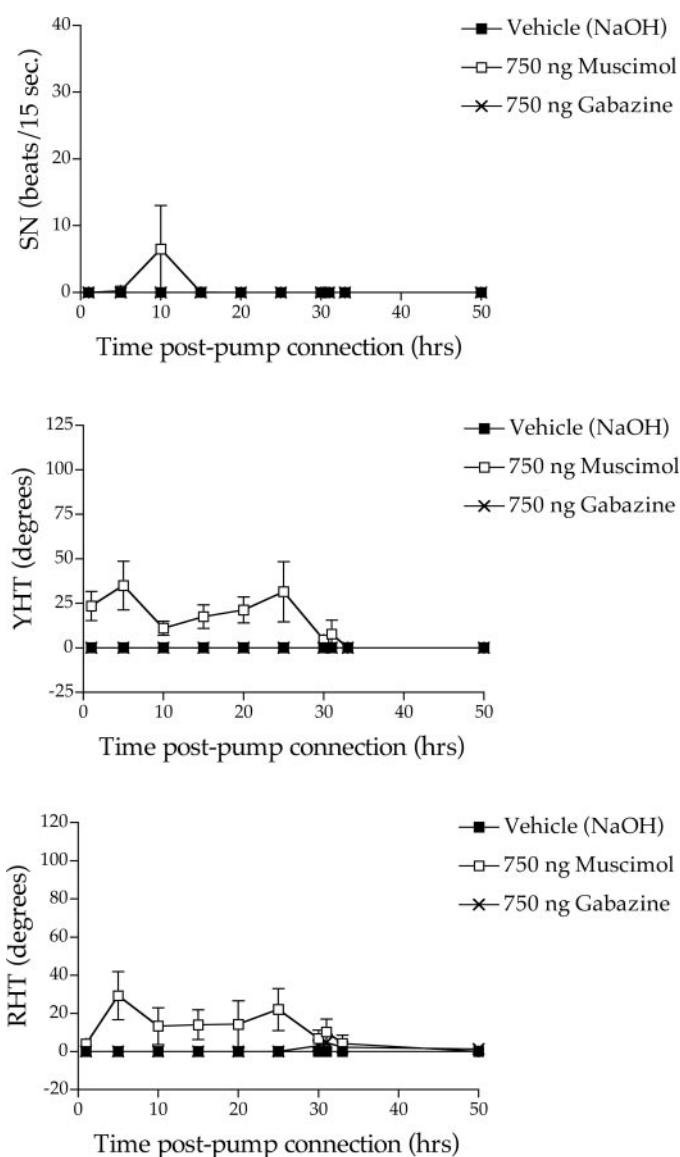 40
30
20
10
0
SN (beats/15 sec.)
Vehicle (NaOH)
750 ng Muscimol
750 ng Gabazine
0 10 20 30 40 50
Time post-pump connection (hrs)
125
100
75
50
25
0
-25
YHT (degrees)
Vehicle (NaOH)
750 ng Muscimol
750 ng Gabazine
0 10 20 30 40 50
Time post-pump connection (hrs)
120
100
80
60
40
20
0
-20
RHT (degrees)
Vehicle (NaOH)
750 ng Muscimol
750 ng Gabazine
0 10 20 30 40 50
Time post-pump connection (hrs)